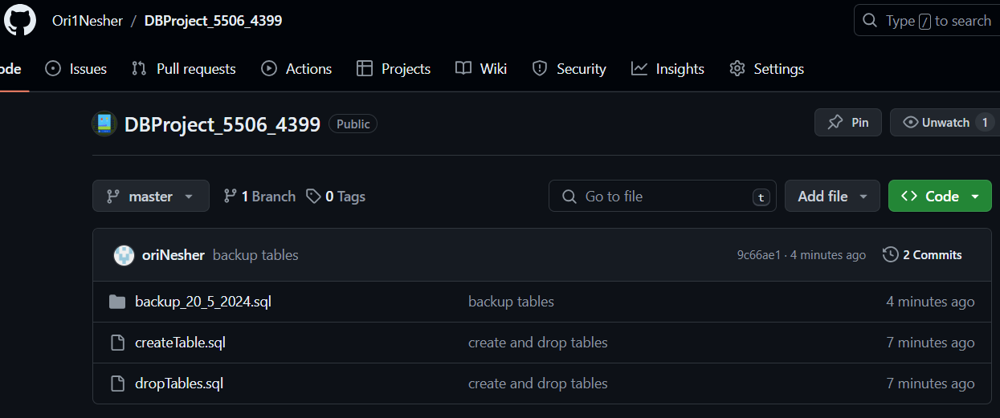 Ori1Nesher / DBProject_5506_4399 Type / to search
ode Issues Pull requests Actions Projects Wiki Security Insights Settings
DBProject_5506_4399 Public Pin Unwatch 1
master 1 Branch 0 Tags Go to file t Add file Code
oriNesher backup tables 9c66ae1 · 4 minutes ago 2 Commits
backup_20_5_2024.sql backup tables 4 minutes ago
createTable.sql create and drop tables 7 minutes ago
dropTables.sql create and drop tables 7 minutes ago